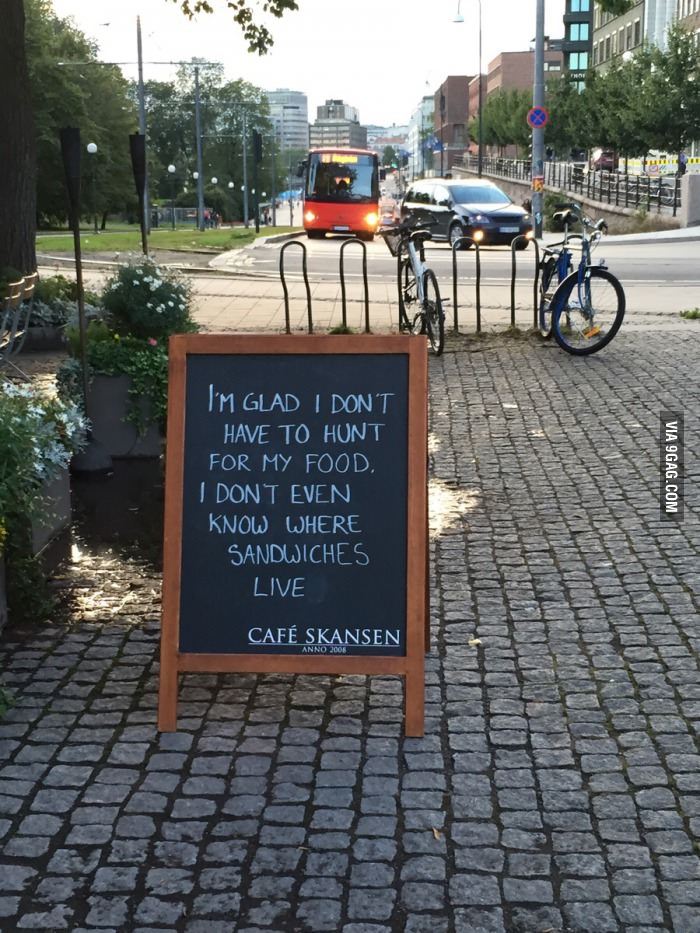 I'M GLAD I DON'T
HAVE TO HUNT
FOR MY FOOD.
I DON'T EVEN
KNOW WHERE
SANDWICHES
LIVE
CAFÉ SKANSEN
ANNO 2008
VIA 9GAG.COM